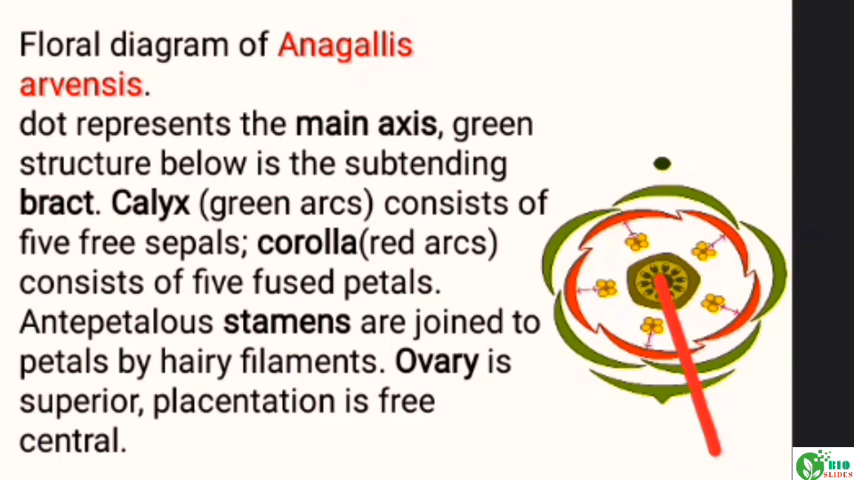 Floral diagram of Anagallis
arvensis.
dot represents the main axis, green
structure below is the subtending
bract. Calyx (green arcs) consists of
five free sepals; corolla(red arcs)
consists of five fused petals.
Antepetalous stamens are joined to
petals by hairy filaments. Ovary is
superior, placentation is free
central.
BIO
SLIDES